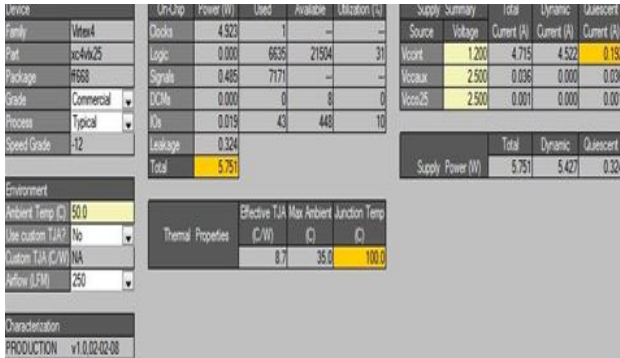 Device
Family Virtex4
Part xc4vfx25
Package ff668
Grade Commercial
Process Typical
Speed Grade -12
Environment
Ambient Temp (C) 50.0
Use custom TJA? No
Custom TJA (C/W) NA
Airflow (LFM) 250
Characterization
PRODUCTION v1.0,02-02-08
On-Chip Power (W) Used Available Utilization (%)
Clocks 4.923 1 -- --
Logic 0.000 6635 21504 31
Signals 0.485 7171 -- --
DCMs 0.000 0 8 0
IOs 0.019 43 448 10
Leakage 0.324
Total 5.751
Effective TJA Max Ambient Junction Temp
Thermal Properties (C/W) (C) (C)
8.7 35.0 100.0
Supply Summary Total Dynamic Quiescent
Source Voltage Current (A) Current (A) Current (A)
Vccint 1.200 4.715 4.522
Vccaux 2.500 0.036 0.000
Vcco25 2.500 0.001 0.000
Total Dynamic Quiescent
Supply Power (W) 5.751 5.427